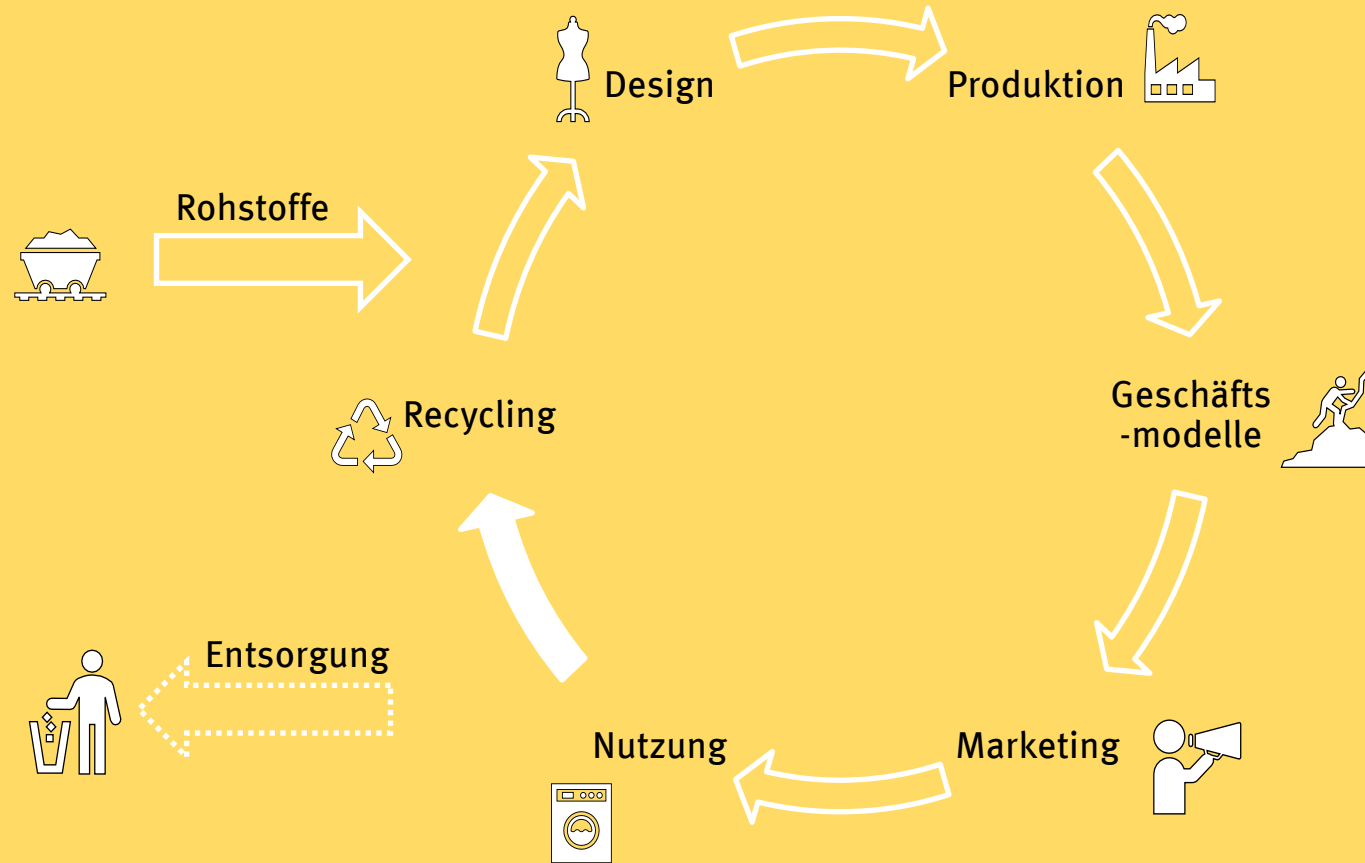 Design
Produktion
Rohstoffe
Geschäfts
-modelle
Recycling
Entsorgung
Nutzung
Marketing